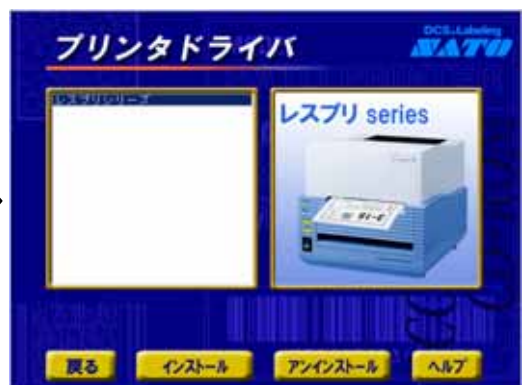 プリンタドライバ
DCS&Labeling
SATO
レスプリシリーズ
レスプリ series
戻る
インストール
アンインストール
ヘルプ